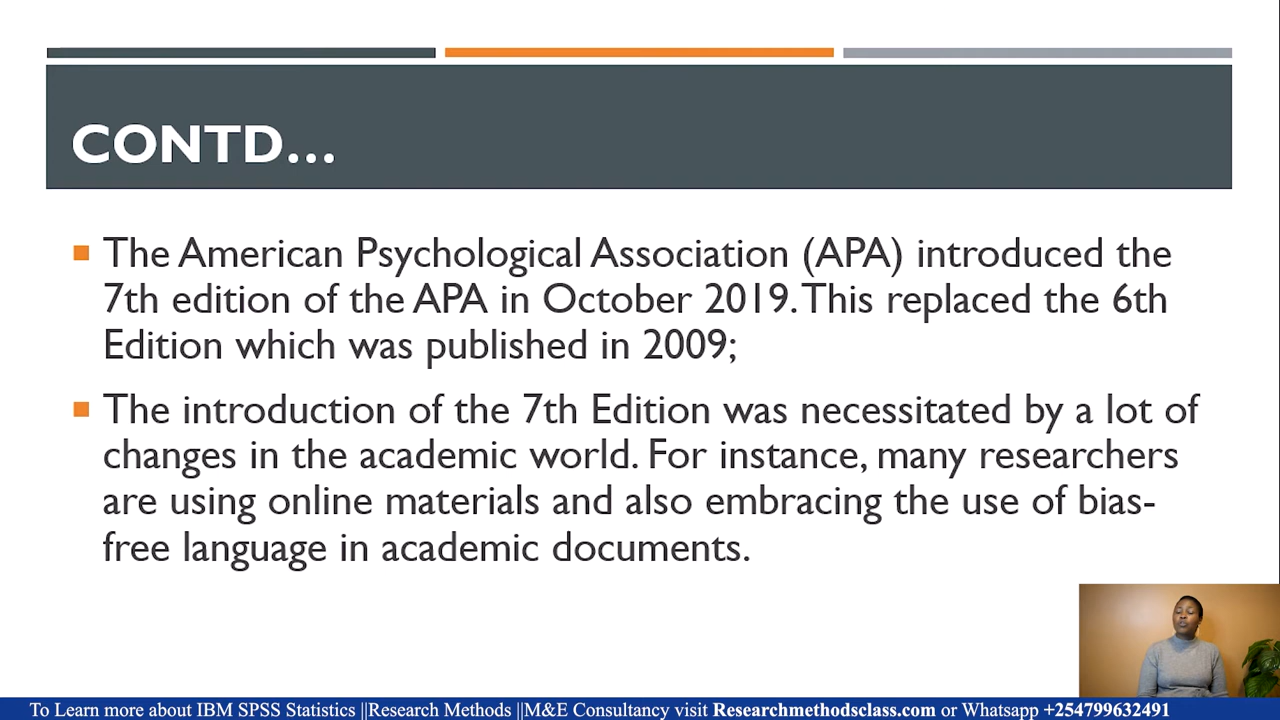 CONTD...
The American Psychological Association (APA) introduced the
7th edition of the APA in October 2019. This replaced the 6th
Edition which was published in 2009;
The introduction of the 7th Edition was necessitated by a lot of
changes in the academic world. For instance, many researchers
are using online materials and also embracing the use of bias-
free language in academic documents.
To Learn more about IBM SPSS Statistics ||Research Methods ||M&E Consultancy visit Researchmethodsclass.com or Whatsapp +254799632491